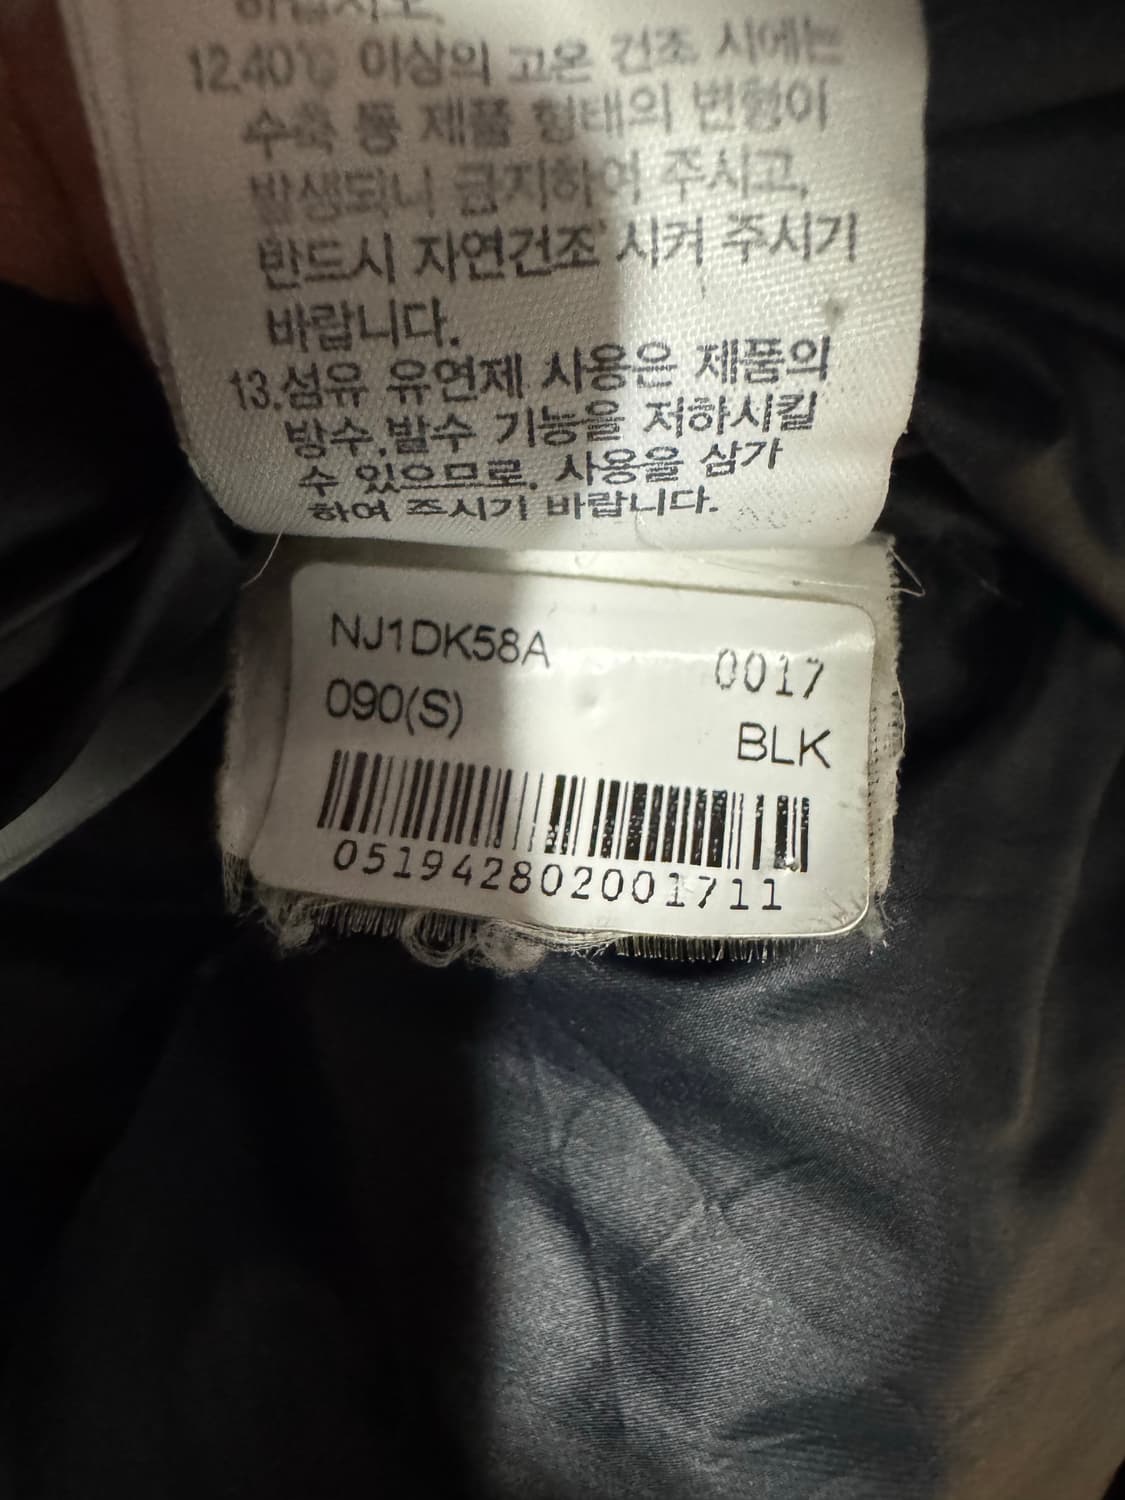 하십시오.
12.40℃ 이상의 고온 건조 시에는
수축 등 제품 형태의 변형이
발생되니 금지하여 주시고,
반드시 자연건조 시켜 주시기
바랍니다.
13.섬유 유연제 사용은 제품의
방수,발수 기능을 저하시킬
수 있으므로, 사용을 삼가
하여 주시기 바랍니다.
NJ1DK58A
0017
090(S)
BLK
051942802001711